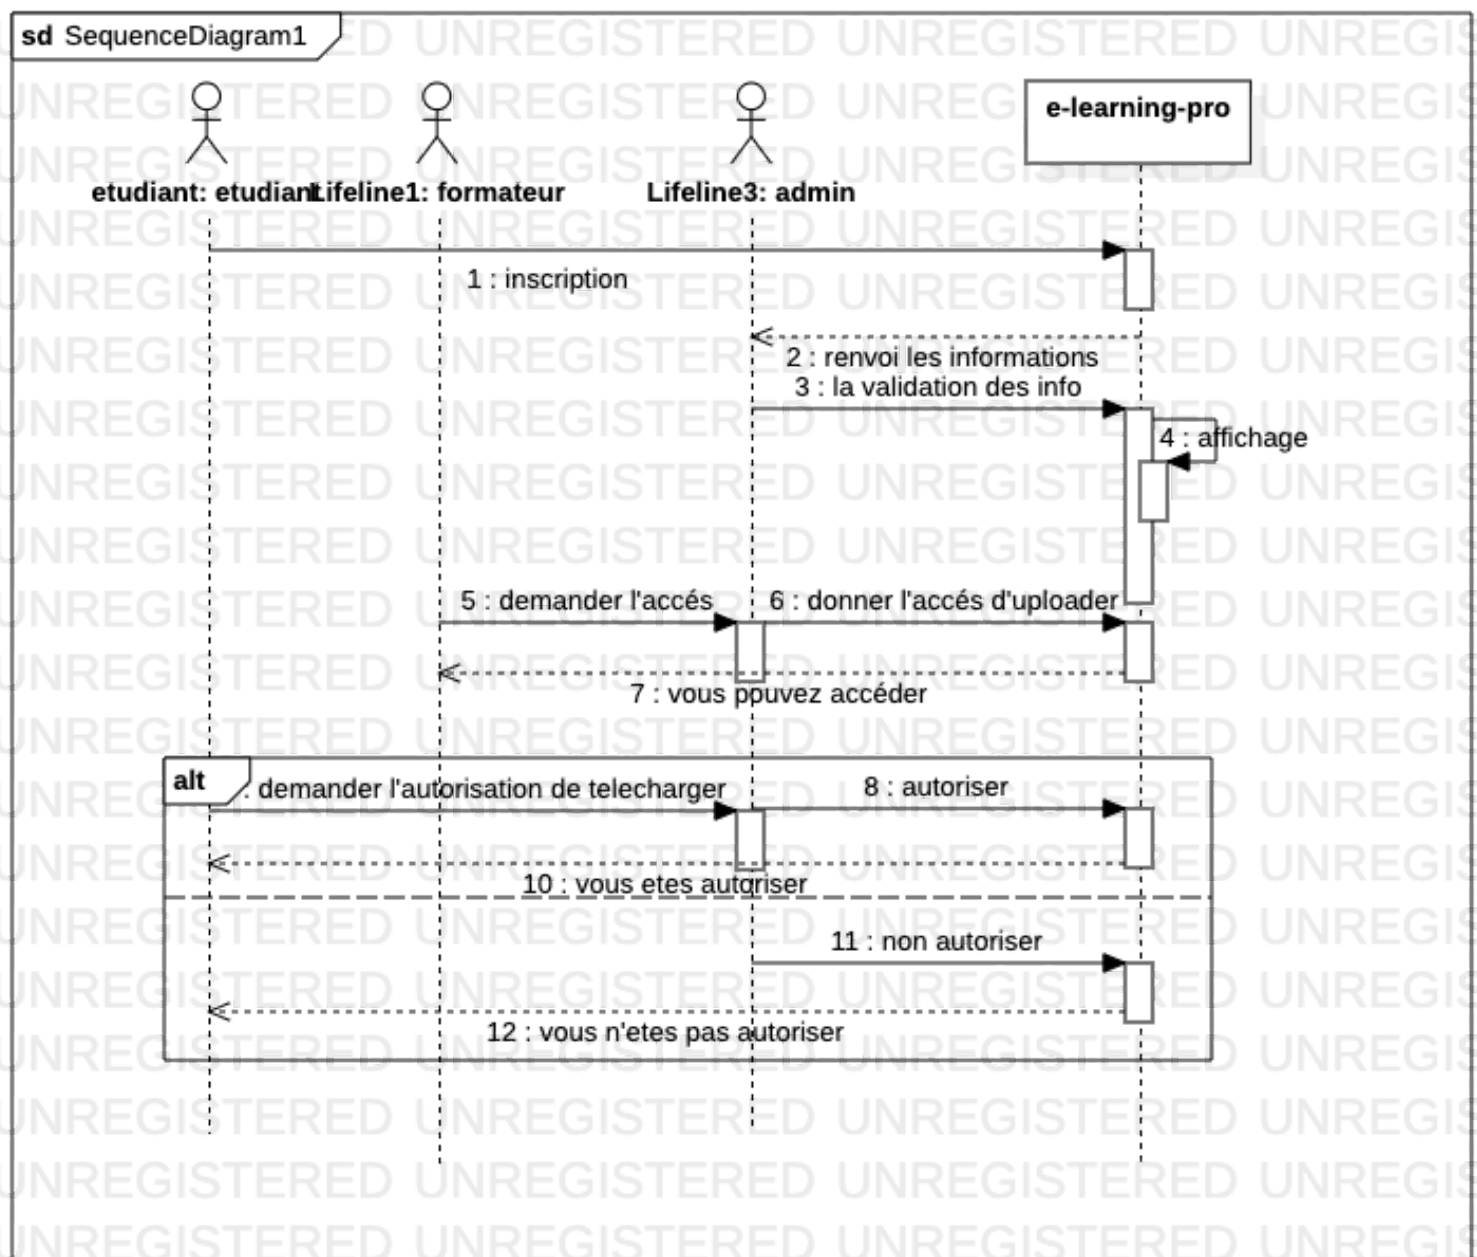 sd SequenceDiagram1
e-learning-pro
etudiant: etudiant
Lifeline1: formateur
Lifeline3: admin
1 : inscription
2 : renvoi les informations
3 : la validation des info
4 : affichage
5 : demander l'accés
6 : donner l'accés d'uploader
7 : vous pouvez accéder
alt
: demander l'autorisation de telecharger
8 : autoriser
10 : vous etes autoriser
11 : non autoriser
12 : vous n'etes pas autoriser
UNREGISTERED